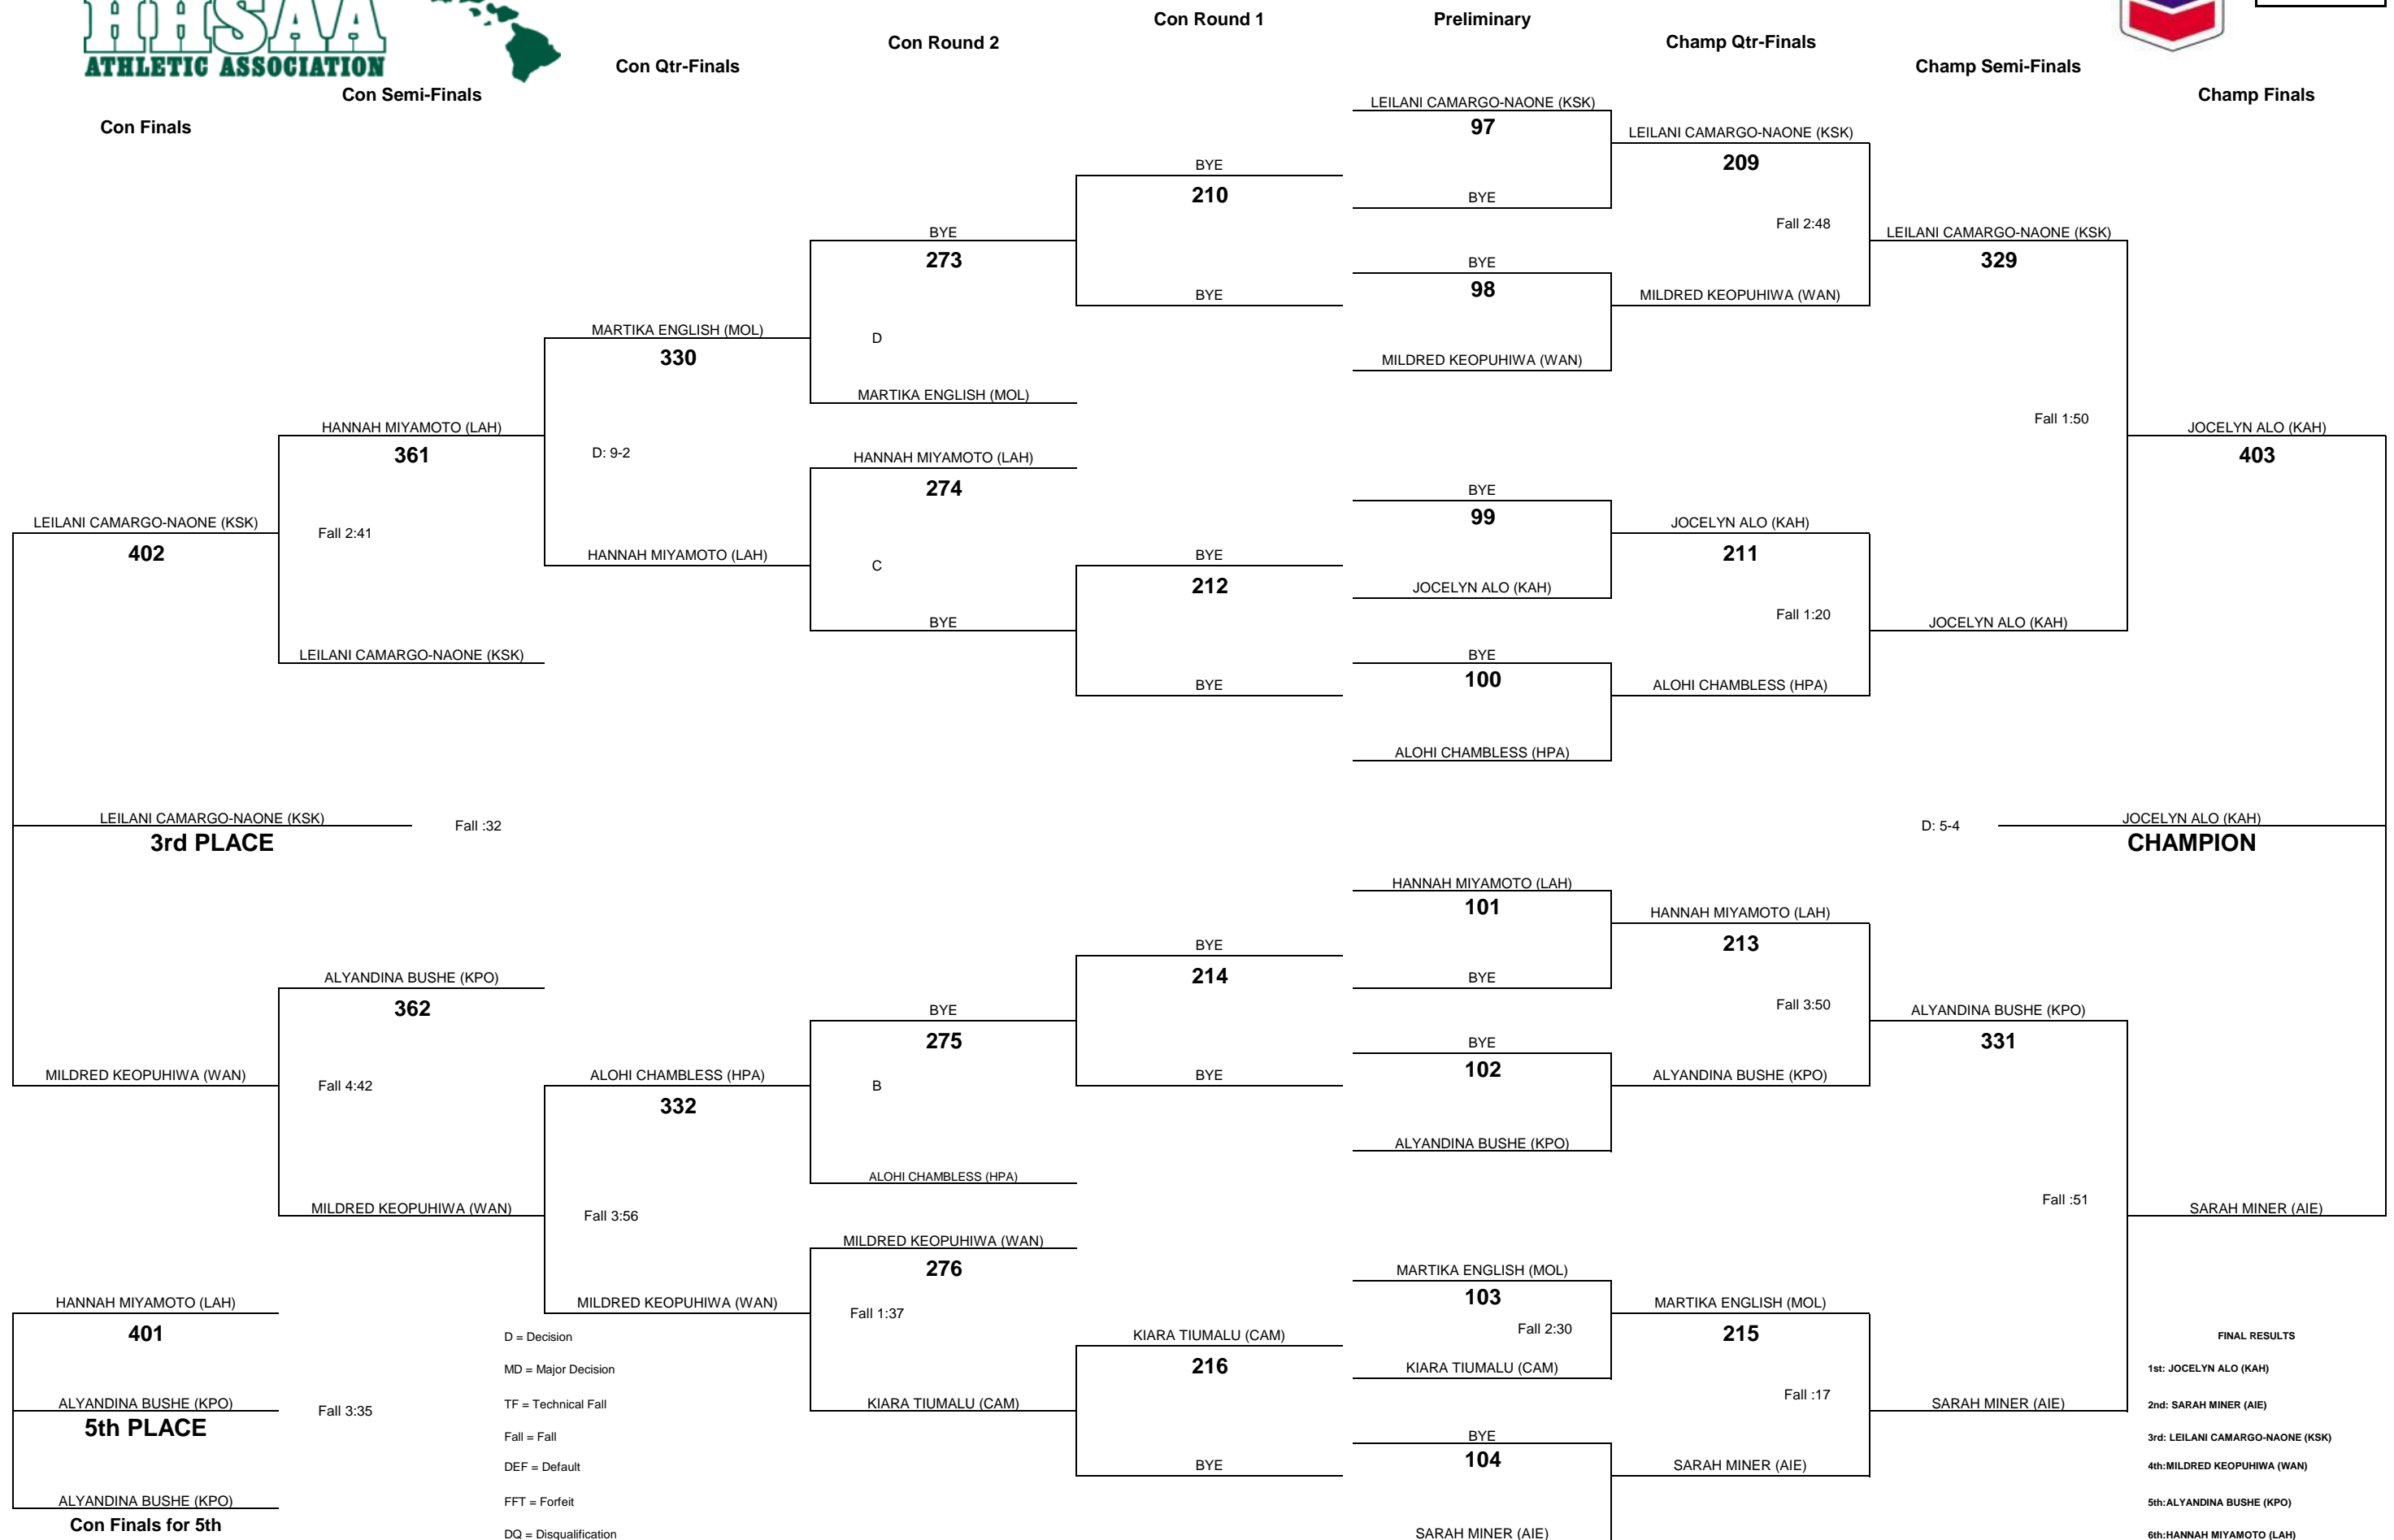 HHSAA
ATHLETIC ASSOCIATION
Con Round 1
Preliminary
Con Round 2
Champ Qtr-Finals
Con Qtr-Finals
Champ Semi-Finals
Con Semi-Finals
Champ Finals
Con Finals
LEILANI CAMARGO-NAONE (KSK)
97
LEILANI CAMARGO-NAONE (KSK)
BYE
209
210
BYE
Fall 2:48
BYE
LEILANI CAMARGO-NAONE (KSK)
273
BYE
329
BYE
98
MILDRED KEOPUHIWA (WAN)
MARTIKA ENGLISH (MOL)
D
330
MILDRED KEOPUHIWA (WAN)
MARTIKA ENGLISH (MOL)
Fall 1:50
HANNAH MIYAMOTO (LAH)
JOCELYN ALO (KAH)
361
D: 9-2
HANNAH MIYAMOTO (LAH)
403
274
BYE
99
LEILANI CAMARGO-NAONE (KSK)
Fall 2:41
JOCELYN ALO (KAH)
402
HANNAH MIYAMOTO (LAH)
C
BYE
211
212
JOCELYN ALO (KAH)
Fall 1:20
BYE
JOCELYN ALO (KAH)
LEILANI CAMARGO-NAONE (KSK)
BYE
100
BYE
ALOHI CHAMBLESS (HPA)
ALOHI CHAMBLESS (HPA)
LEILANI CAMARGO-NAONE (KSK)
Fall :32
D: 5-4
JOCELYN ALO (KAH)
3rd PLACE
CHAMPION
HANNAH MIYAMOTO (LAH)
101
HANNAH MIYAMOTO (LAH)
BYE
213
ALYANDINA BUSHE (KPO)
214
BYE
362
BYE
Fall 3:50
ALYANDINA BUSHE (KPO)
275
BYE
331
MILDRED KEOPUHIWA (WAN)
Fall 4:42
ALOHI CHAMBLESS (HPA)
B
BYE
102
ALYANDINA BUSHE (KPO)
332
ALYANDINA BUSHE (KPO)
ALOHI CHAMBLESS (HPA)
Fall :51
MILDRED KEOPUHIWA (WAN)
Fall 3:56
SARAH MINER (AIE)
MILDRED KEOPUHIWA (WAN)
276
MARTIKA ENGLISH (MOL)
HANNAH MIYAMOTO (LAH)
MILDRED KEOPUHIWA (WAN)
Fall 1:37
103
MARTIKA ENGLISH (MOL)
401
D = Decision
KIARA TIUMALU (CAM)
Fall 2:30
215
FINAL RESULTS
MD = Major Decision
216
KIARA TIUMALU (CAM)
1st: JOCELYN ALO (KAH)
ALYANDINA BUSHE (KPO)
Fall 3:35
TF = Technical Fall
KIARA TIUMALU (CAM)
Fall :17
SARAH MINER (AIE)
2nd: SARAH MINER (AIE)
5th PLACE
Fall = Fall
BYE
3rd: LEILANI CAMARGO-NAONE (KSK)
DEF = Default
BYE
104
SARAH MINER (AIE)
4th:MILDRED KEOPUHIWA (WAN)
ALYANDINA BUSHE (KPO)
FFT = Forfeit
5th:ALYANDINA BUSHE (KPO)
Con Finals for 5th
DQ = Disqualification
SARAH MINER (AIE)
6th:HANNAH MIYAMOTO (LAH)